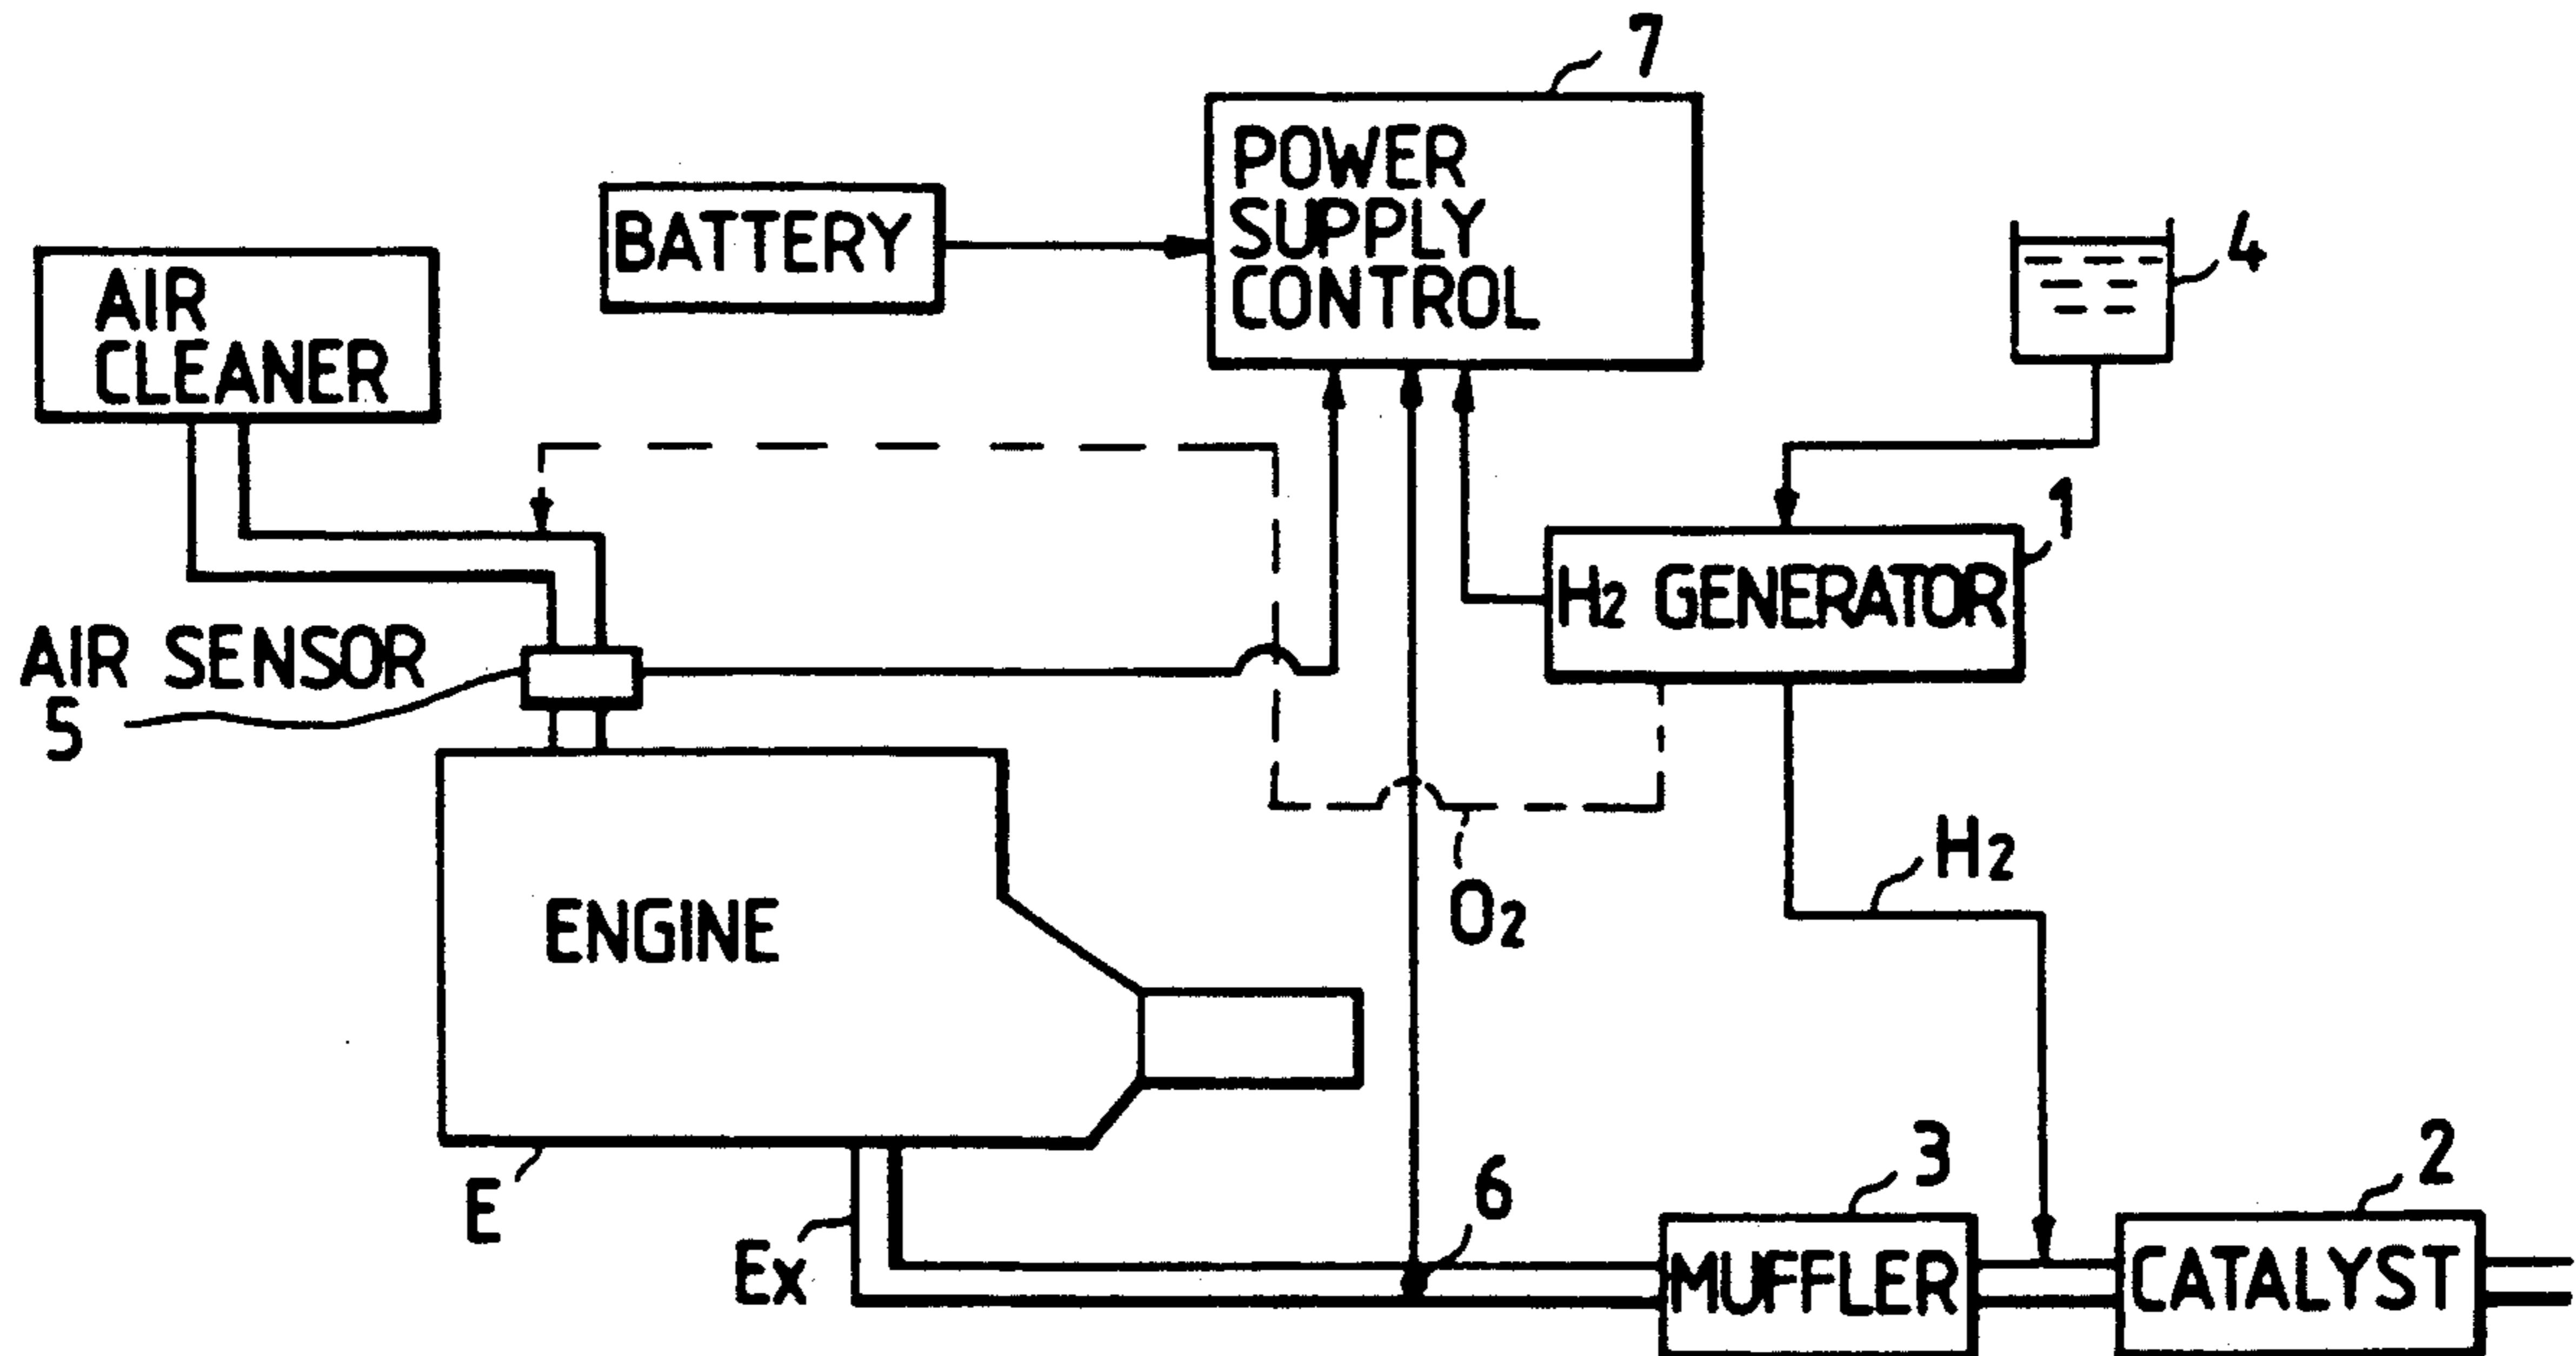 7
POWER
SUPPLY
CONTROL
BATTERY
4
AIR
CLEANER
1
H2 GENERATOR
AIR SENSOR
5
H2
O2
ENGINE
E
Ex
6
3
2
MUFFLER
CATALYST